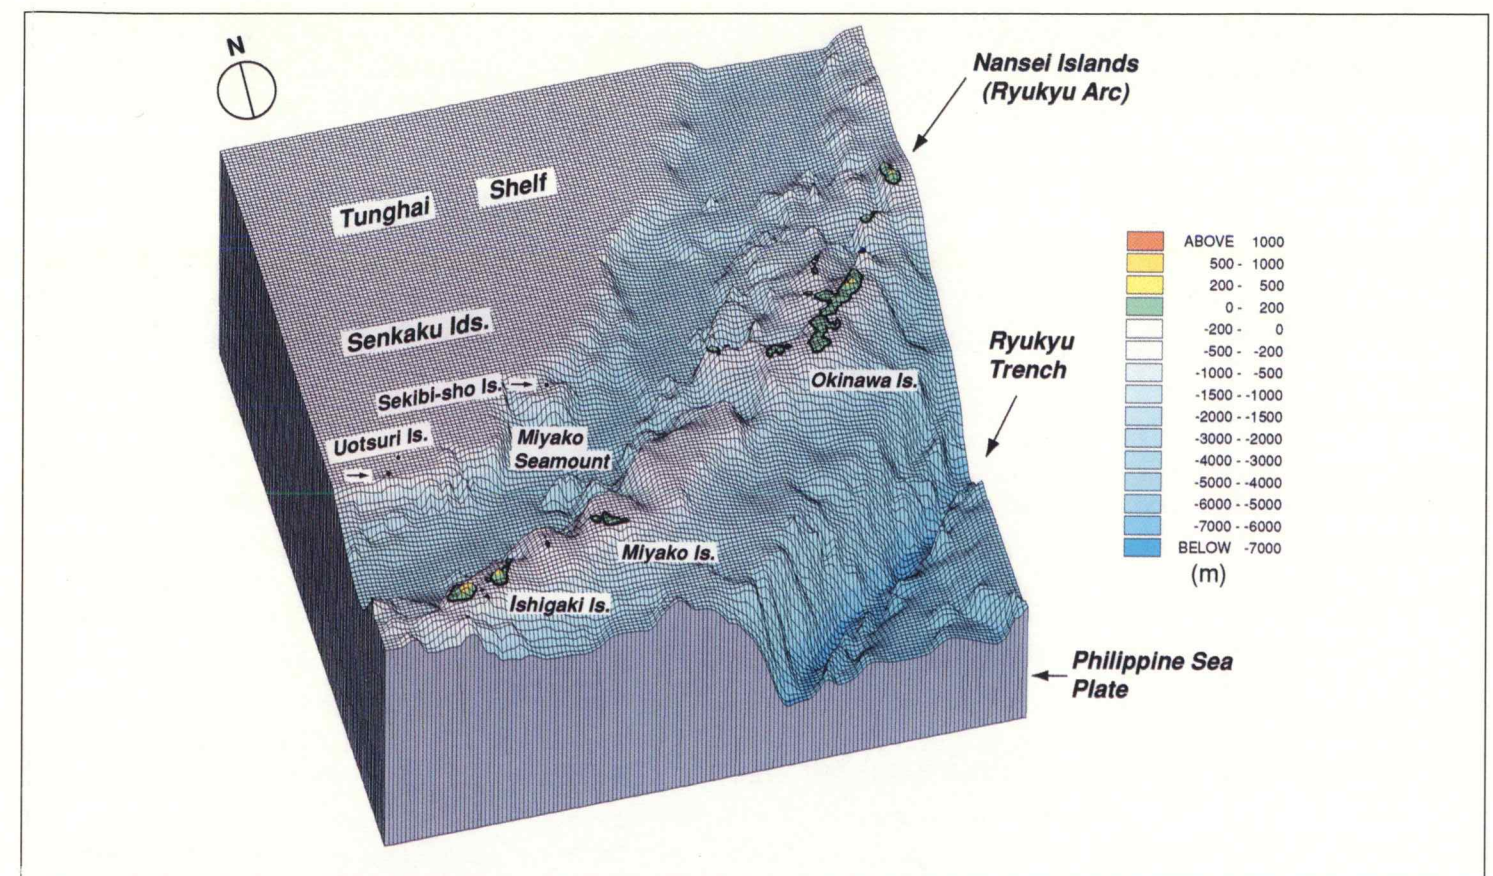 N
Nansei Islands
(Ryukyu Arc)
Tunghai Shelf
Senkaku Ids.
Sekibi-sho Is.
Uotsuri Is.
Miyako
Seamount
Okinawa Is.
Miyako Is.
Ishigaki Is.
Ryukyu
Trench
Philippine Sea
Plate
ABOVE 1000
500 - 1000
200 - 500
0 - 200
-200 - 0
-500 - -200
-1000 - -500
-1500 - -1000
-2000 - -1500
-3000 - -2000
-4000 - -3000
-5000 - -4000
-6000 - -5000
-7000 - -6000
BELOW -7000
(m)